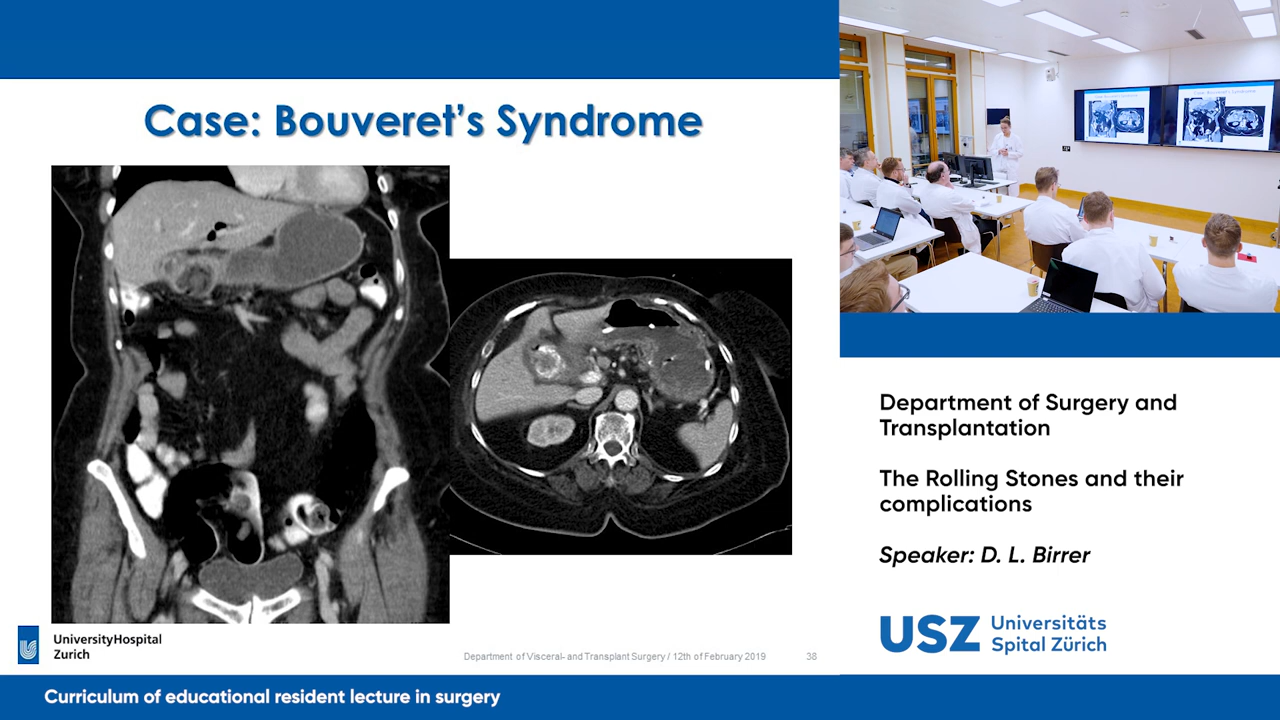 Case: Bouveret's Syndrome
UniversityHospital
Zurich
Department of Visceral- and Transplant Surgery / 12th of February 2019
38
Curriculum of educational resident lecture in surgery
Department of Surgery and
Transplantation
The Rolling Stones and their
complications
Speaker: D. L. Birrer
USZ Universitäts
Spital Zürich